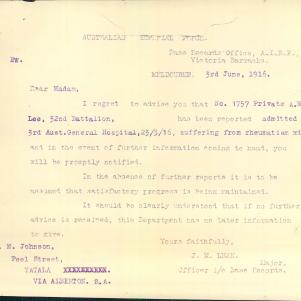 AUSTRALIAN IMPERIAL FORCE.
Base Records Office, A.I.F.,
Victoria Barracks,
MELBOURNE. 3rd June, 1916.
Dear Madam,
I regret to advise you that No. 1757 Private A.
Lee, 32nd Battalion, has been reported admitted
3rd Aust.General Hospital, 23/5/16, suffering from rheumatism
and in the event of further information coming to hand, you
will be promptly notified.
In the absence of further reports it is to be
assumed that satisfactory progress is being maintained.
It should be clearly understood that if no further
advice is received, this Department has no later information
to give.
Yours faithfully,
J. M. LEAN.
Major,
Officer i/c Base Records.
M. Johnson,
Peel Street,
YATALA
VIA ALBERTON. S.A.